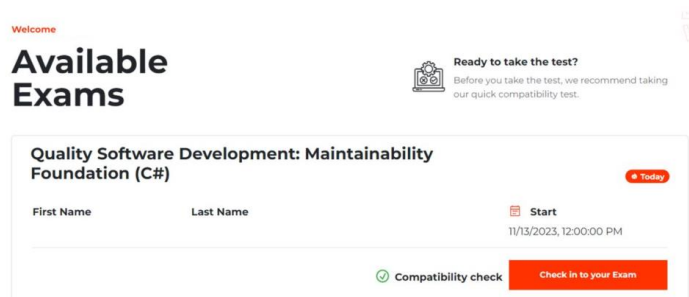 Welcome
Available
Exams
Ready to take the test?
Before you take the test, we recommend taking
our quick compatibility test.
Quality Software Development: Maintainability
Foundation (C#)
Today
First Name
Last Name
Start
11/13/2023, 12:00:00 PM
Compatibility check
Check in to your Exam